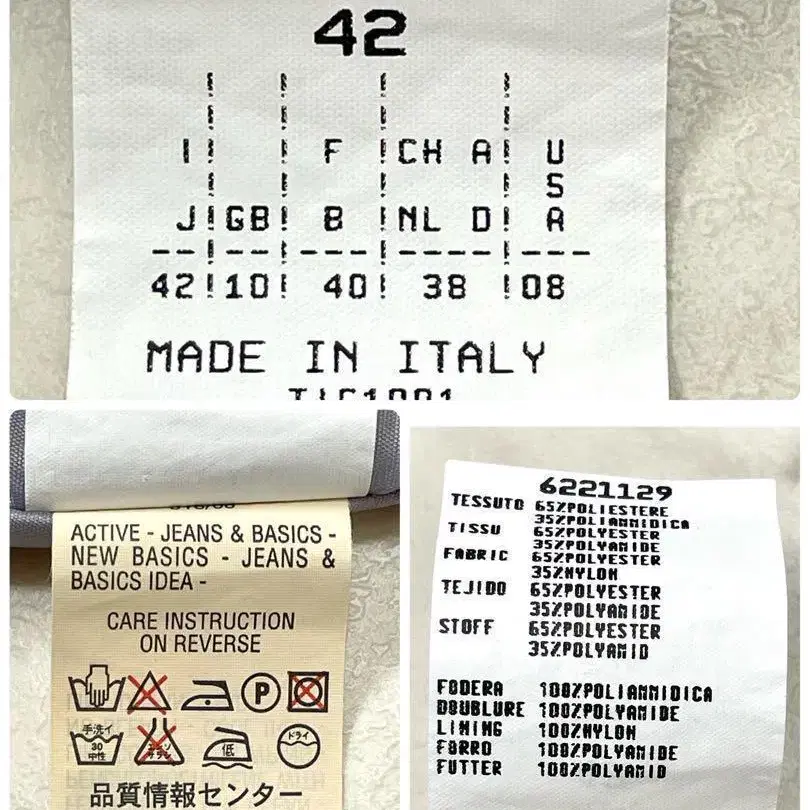 42
I F CH A U
S
J GB B NL D A
42 10 40 38 08
MADE IN ITALY
ACTIVE - JEANS & BASICS -
NEW BASICS - JEANS &
BASICS IDEA -
CARE INSTRUCTION
ON REVERSE
P
手洗イ
30
中性
低
ドライ
品質情報センター
6221129
TESSUTO 65%POLIESTERE
35%POLIAMMIDICA
TISSU 65%POLYESTER
35%POLYAMIDE
FABRIC 65%POLYESTER
35%NYLON
TEJIDO 65%POLYESTER
35%POLYAMIDE
STOFF 65%POLYESTER
35%POLYAMID
FODERA 100%POLIAMMIDICA
DOUBLURE 100%POLYAMIDE
LINING 100%NYLON
FORRO 100%POLYAMIDE
FUTTER 100%POLYAMID